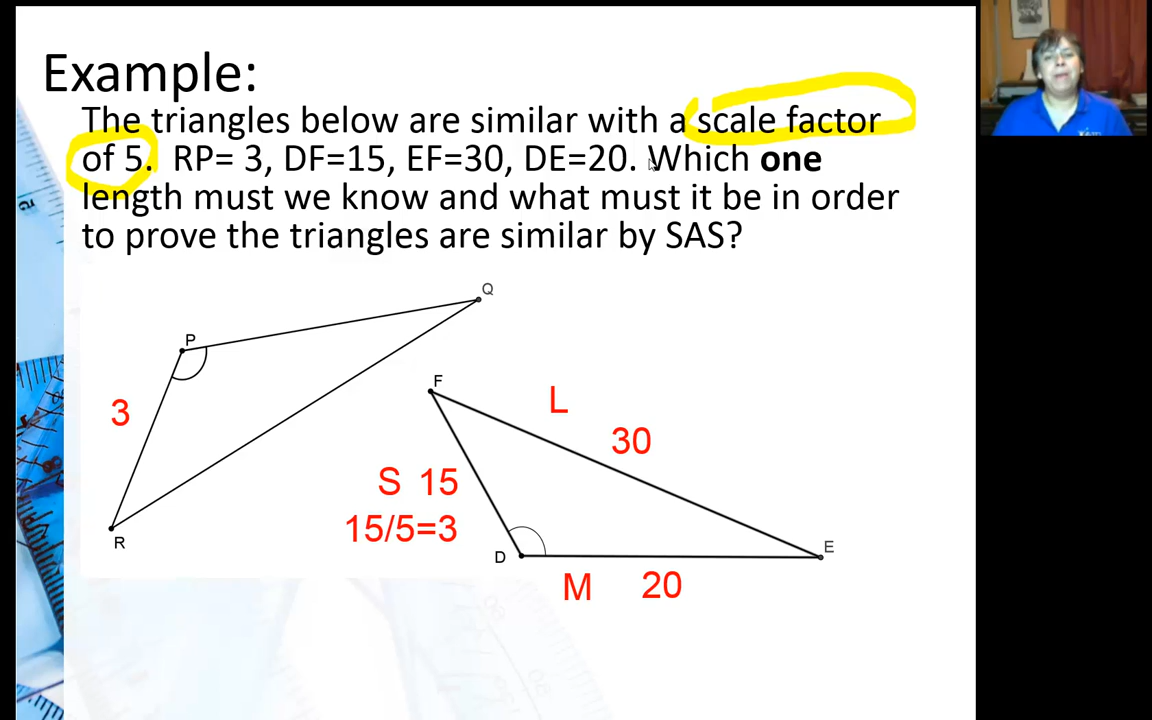 Example:
The triangles below are similar with a scale factor
of 5.  RP= 3, DF=15, EF=30, DE=20. Which one
length must we know and what must it be in order
to prove the triangles are similar by SAS?
Q
P
F
L
3
30
S 15
15/5=3
R
D
E
M 20